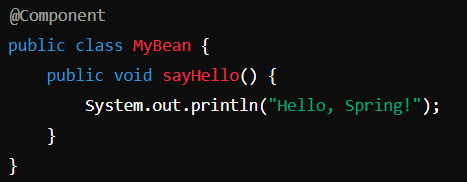 @Component
public class MyBean {
    public void sayHello() {
        System.out.println("Hello, Spring!");
    }
}